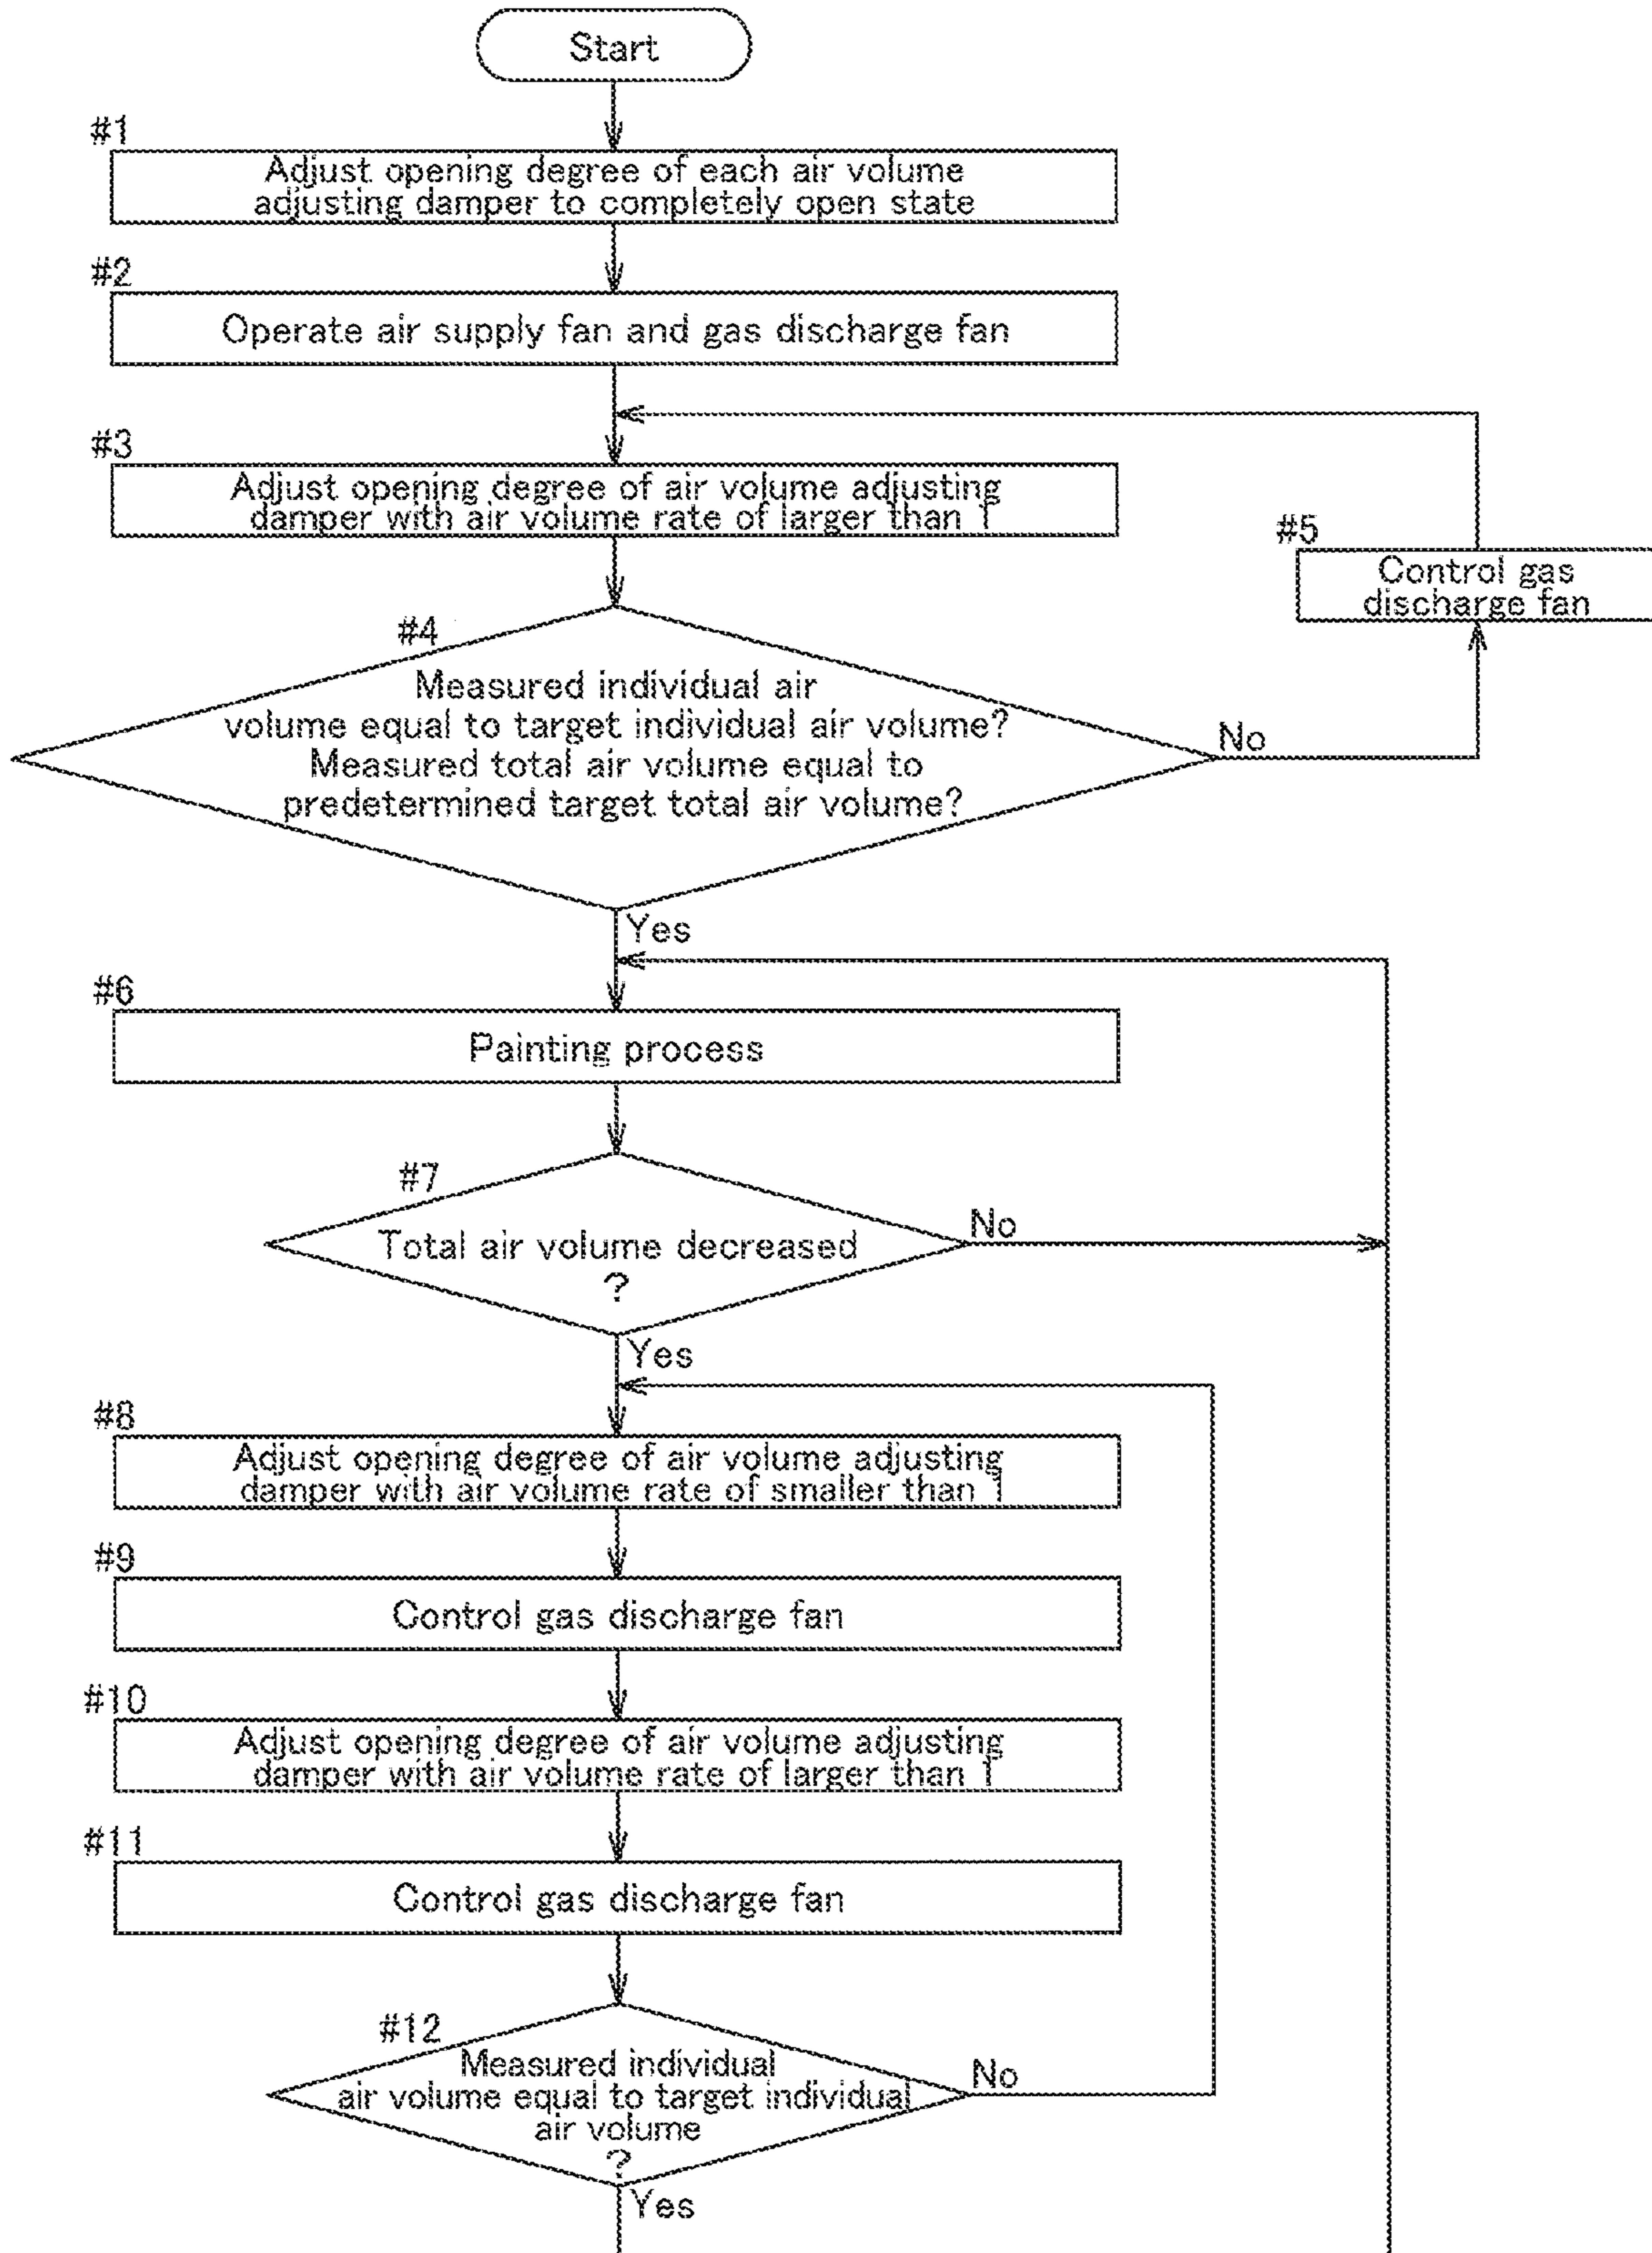 Start
#1
Adjust opening degree of each air volume
adjusting damper to completely open state
#2
Operate air supply fan and gas discharge fan
#3
Adjust opening degree of air volume adjusting
damper with air volume rate of larger than 1
#5
Control gas
discharge fan
#4
Measured individual air
volume equal to target individual air volume?
Measured total air volume equal to
predetermined target total air volume?
No
Yes
#6
Painting process
#7
Total air volume decreased
?
No
Yes
#8
Adjust opening degree of air volume adjusting
damper with air volume rate of smaller than 1
#9
Control gas discharge fan
#10
Adjust opening degree of air volume adjusting
damper with air volume rate of larger than 1
#11
Control gas discharge fan
#12
Measured individual
air volume equal to target individual
air volume
?
No
Yes